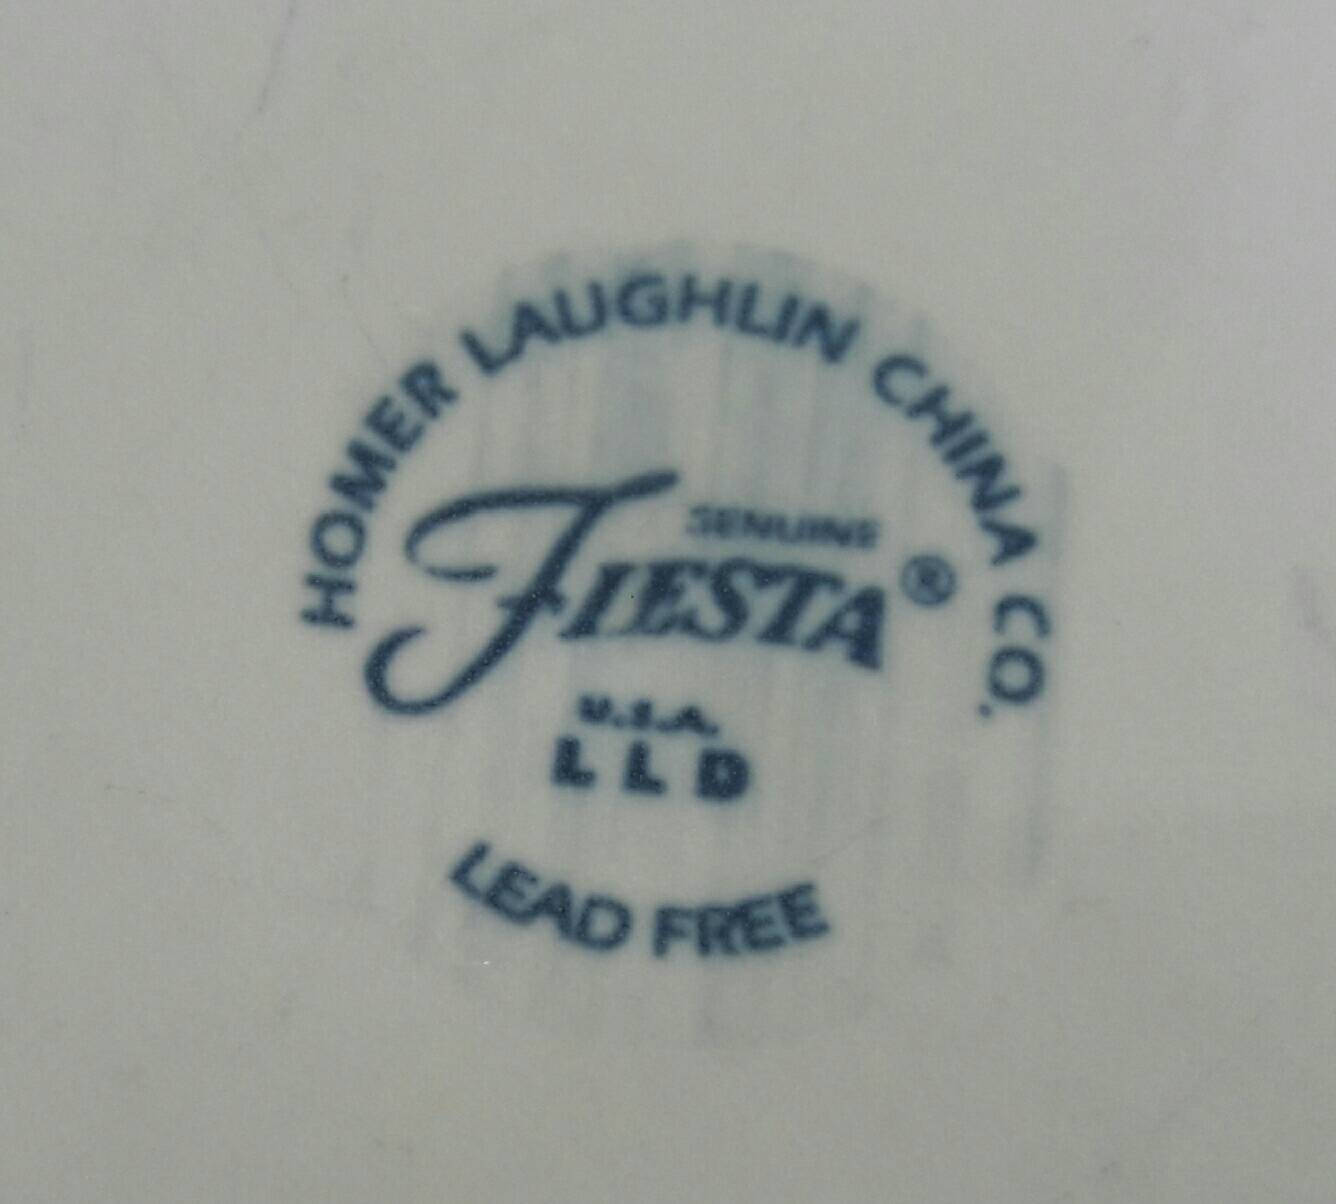 HOMER LAUGHLIN CHINA CO.
GENUINE
FIESTA®
U.S.A.
LLD
LEAD FREE